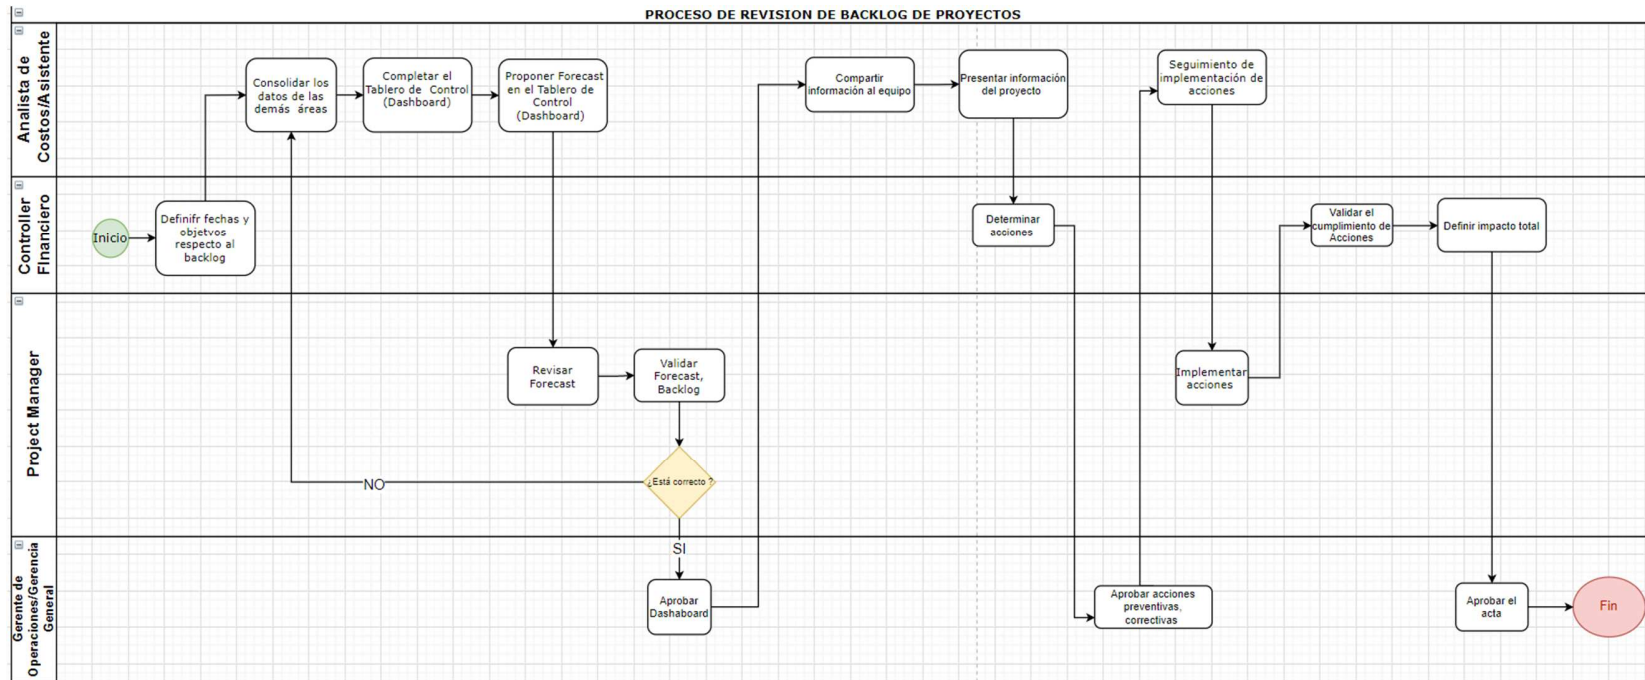 PROCESO DE REVISION DE BACKLOG DE PROYECTOS
Analista de
Costos/Asistente
Consolidar los
datos de las
demás áreas
Completar el
Tablero de Control
(Dashboard)
Proponer Forecast
en el Tablero de
Control
(Dashboard)
Compartir
información al equipo
Presentar información
del proyecto
Seguimiento de
implementación de
acciones
Controller
FInanciero
Inicio
Definifr fechas y
objetvos
respecto al
backlog
Determinar
acciones
Validar el
cumplimiento de
Acciones
Definir impacto total
Project Manager
Revisar
Forecast
Validar
Forecast,
Backlog
Implementar
acciones
¿Está correcto ?
NO
SI
Gerente de
Operaciones/Gerencia
General
Aprobar
Dashaboard
Aprobar acciones
preventivas,
correctivas
Aprobar el
acta
Fin